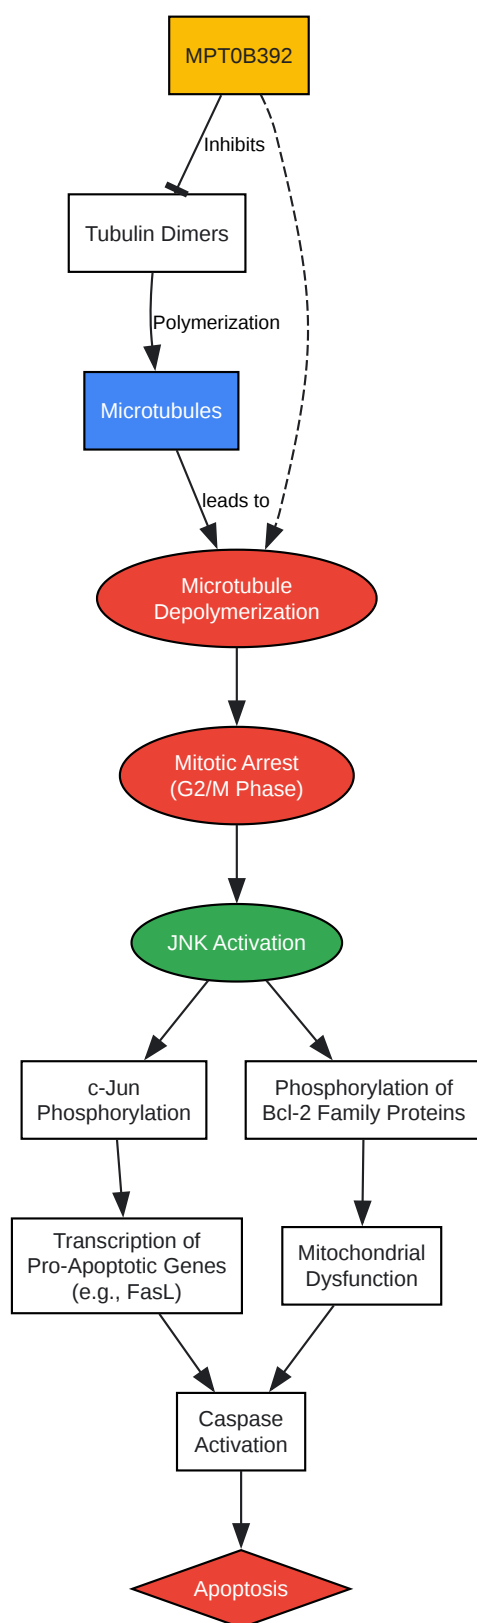 MPT0B392
Inhibits
Tubulin Dimers
Polymerization
Microtubules
leads to
Microtubule
Depolymerization
Mitotic Arrest
(G2/M Phase)
JNK Activation
c-Jun
Phosphorylation
Phosphorylation of
Bcl-2 Family Proteins
Transcription of
Pro-Apoptotic Genes
(e.g., FasL)
Mitochondrial
Dysfunction
Caspase
Activation
Apoptosis